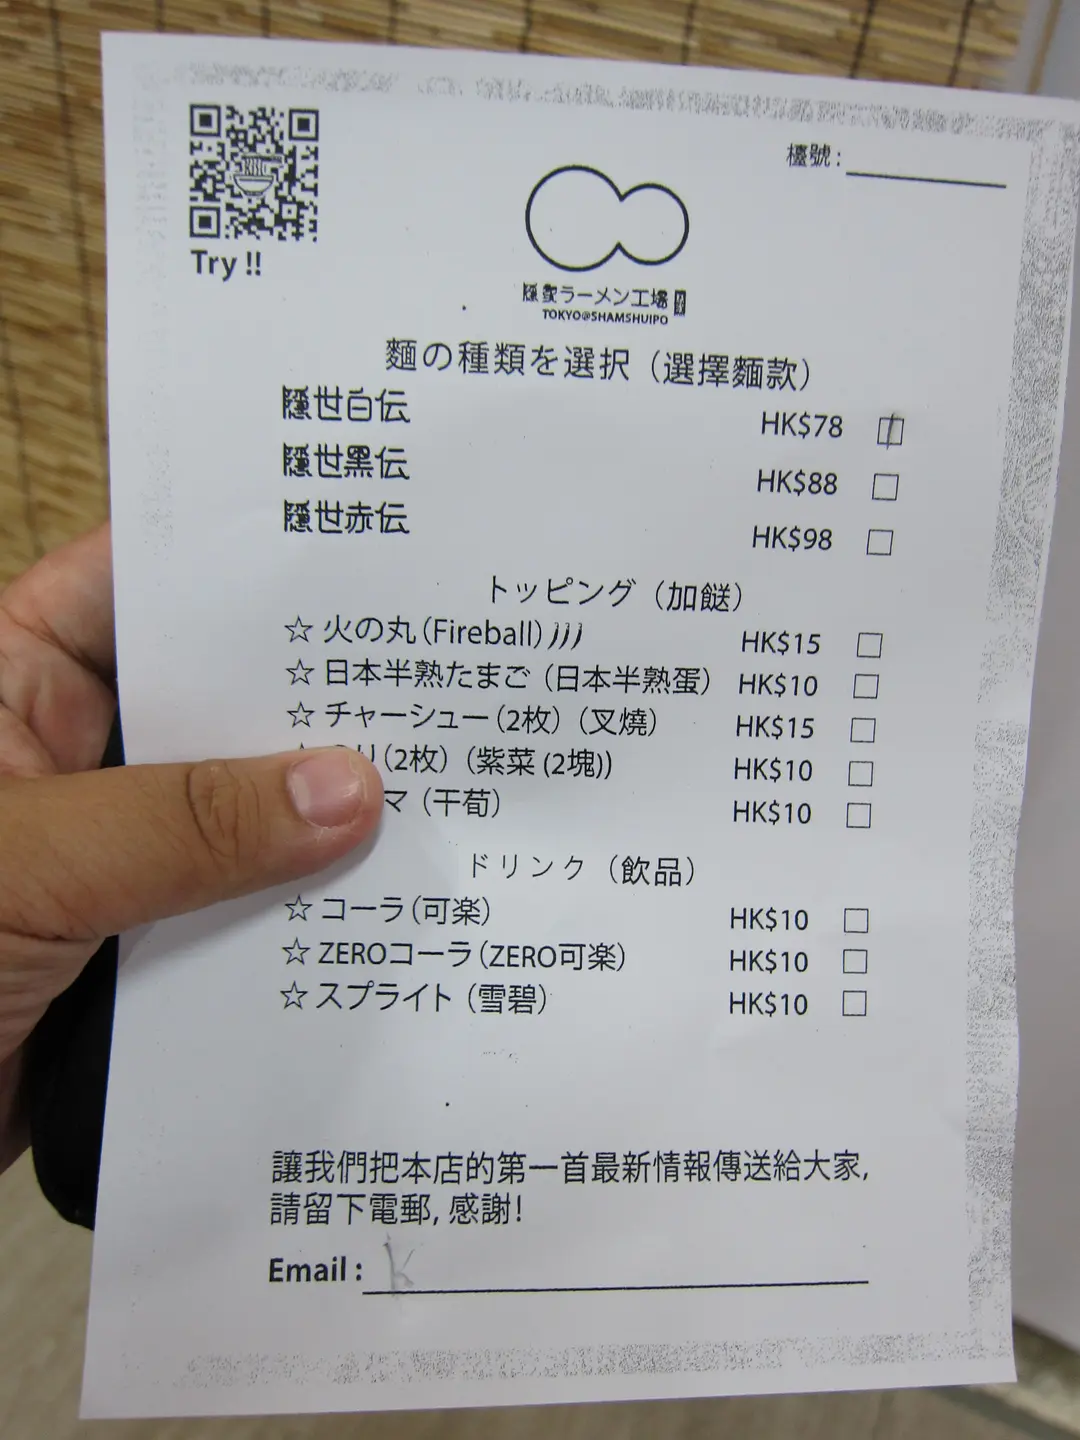 檯號 :
Try !!
隱家ラーメン工場
TOKYO@SHAMSHUIPO
麵の種類を選択（選擇麵款）
隱世白伝 HK$78
隱世黑伝 HK$88
隱世赤伝 HK$98
トッピング（加餸）
☆ 火の丸（Fireball） HK$15
☆ 日本半熟たまご（日本半熟蛋） HK$10
☆ チャーシュー（2枚）（叉燒） HK$15
り（2枚）（紫菜 (2塊)) HK$10
マ（干荀） HK$10
ドリンク（飲品）
☆ コーラ（可楽） HK$10
☆ ZEROコーラ（ZERO可楽） HK$10
☆ スプライト（雪碧） HK$10
讓我們把本店的第一首最新情報傳送給大家,
請留下電郵, 感謝!
Email : k